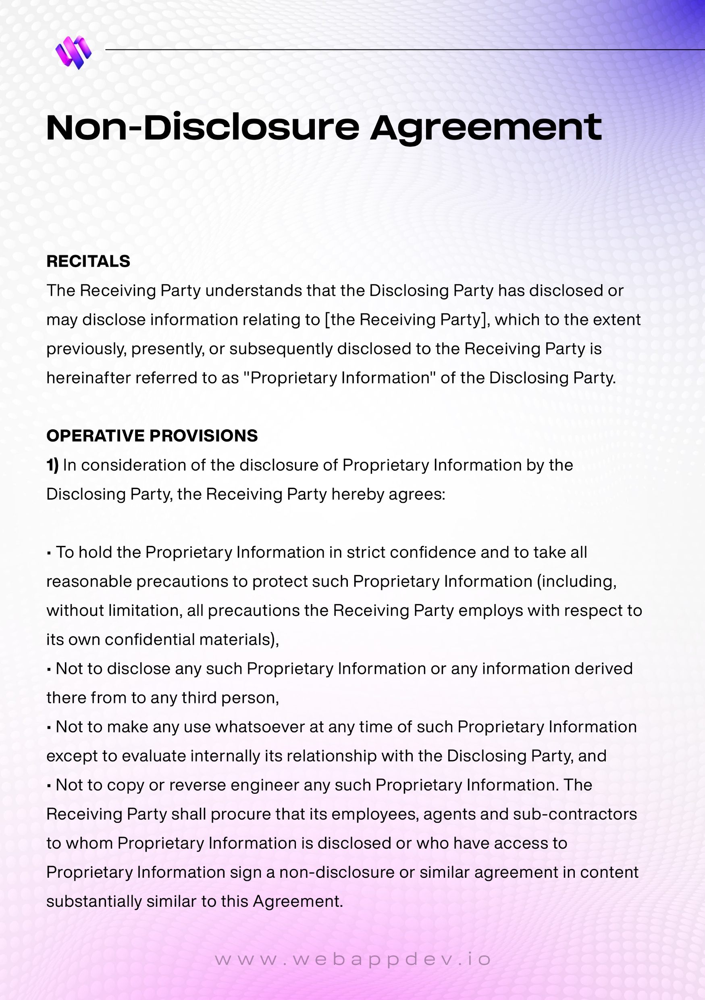 Non-Disclosure Agreement
RECITALS
The Receiving Party understands that the Disclosing Party has disclosed or
may disclose information relating to [the Receiving Party], which to the extent
previously, presently, or subsequently disclosed to the Receiving Party is
hereinafter referred to as "Proprietary Information" of the Disclosing Party.
OPERATIVE PROVISIONS
1) In consideration of the disclosure of Proprietary Information by the
Disclosing Party, the Receiving Party hereby agrees:
▪ To hold the Proprietary Information in strict confidence and to take all
reasonable precautions to protect such Proprietary Information (including,
without limitation, all precautions the Receiving Party employs with respect to
its own confidential materials),
▪ Not to disclose any such Proprietary Information or any information derived
there from to any third person,
▪ Not to make any use whatsoever at any time of such Proprietary Information
except to evaluate internally its relationship with the Disclosing Party, and
▪ Not to copy or reverse engineer any such Proprietary Information. The
Receiving Party shall procure that its employees, agents and sub-contractors
to whom Proprietary Information is disclosed or who have access to
Proprietary Information sign a non-disclosure or similar agreement in content
substantially similar to this Agreement.
www.webappdev.io